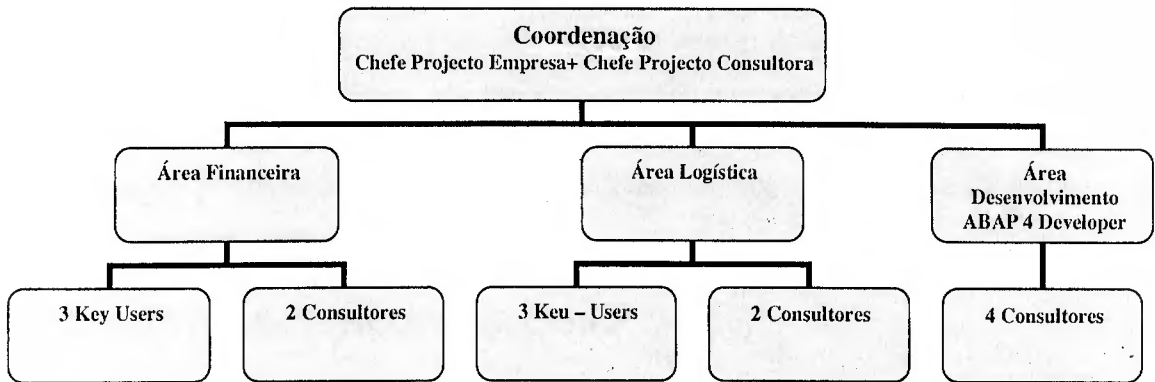 Coordenação
Chefe Projecto Empresa+ Chefe Projecto Consultora
Área Financeira
Área Logística
Área
Desenvolvimento
ABAP 4 Developer
3 Key Users
2 Consultores
3 Keu – Users
2 Consultores
4 Consultores